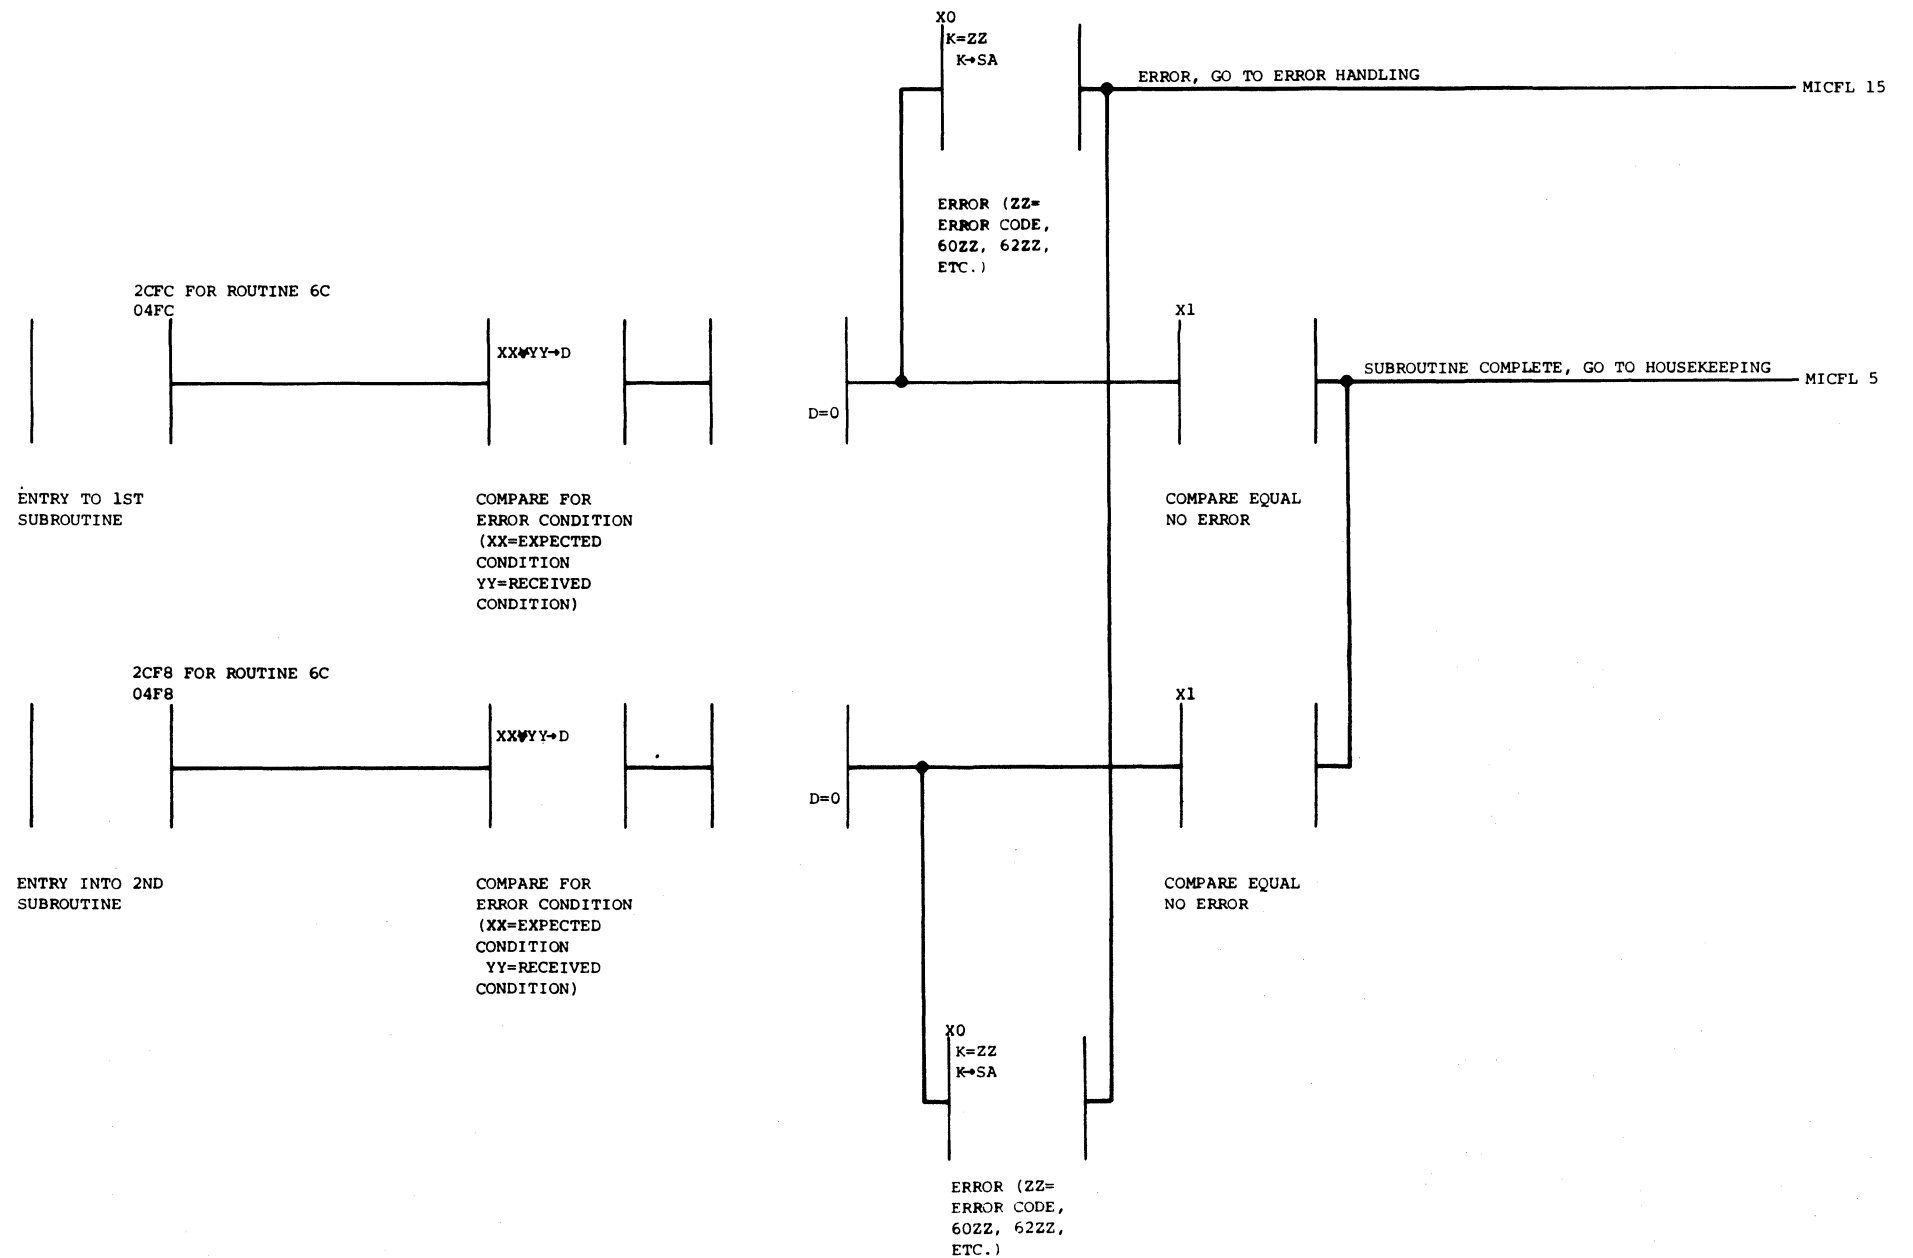 X0
K=ZZ
K→SA
ERROR, GO TO ERROR HANDLING
MICFL 15
ERROR (ZZ=
ERROR CODE,
60ZZ, 62ZZ,
ETC.)
2CFC FOR ROUTINE 6C
04FC
XX⩝YY→D
D=0
X1
SUBROUTINE COMPLETE, GO TO HOUSEKEEPING
MICFL 5
ENTRY TO 1ST
SUBROUTINE
COMPARE FOR
ERROR CONDITION
(XX=EXPECTED
CONDITION
YY=RECEIVED
CONDITION)
COMPARE EQUAL
NO ERROR
2CF8 FOR ROUTINE 6C
04F8
XX⩝YY→D
D=0
X1
ENTRY INTO 2ND
SUBROUTINE
COMPARE FOR
ERROR CONDITION
(XX=EXPECTED
CONDITION
YY=RECEIVED
CONDITION)
COMPARE EQUAL
NO ERROR
X0
K=ZZ
K→SA
ERROR (ZZ=
ERROR CODE,
60ZZ, 62ZZ,
ETC.)